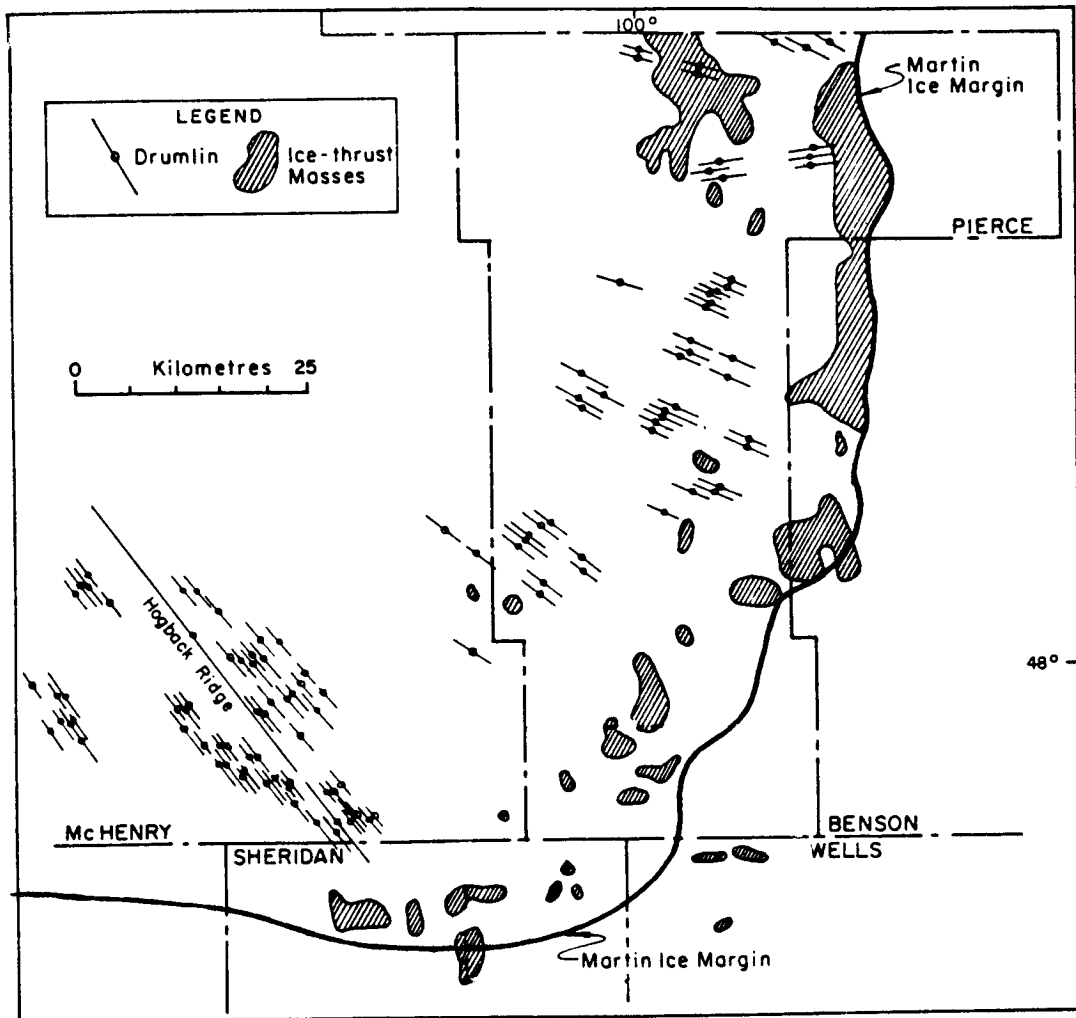 100°
Martin
Ice Margin
LEGEND
Drumlin
Ice-thrust
Masses
PIERCE
0 Kilometres 25
Hogback Ridge
48°
McHENRY
BENSON
SHERIDAN
WELLS
Martin Ice Margin